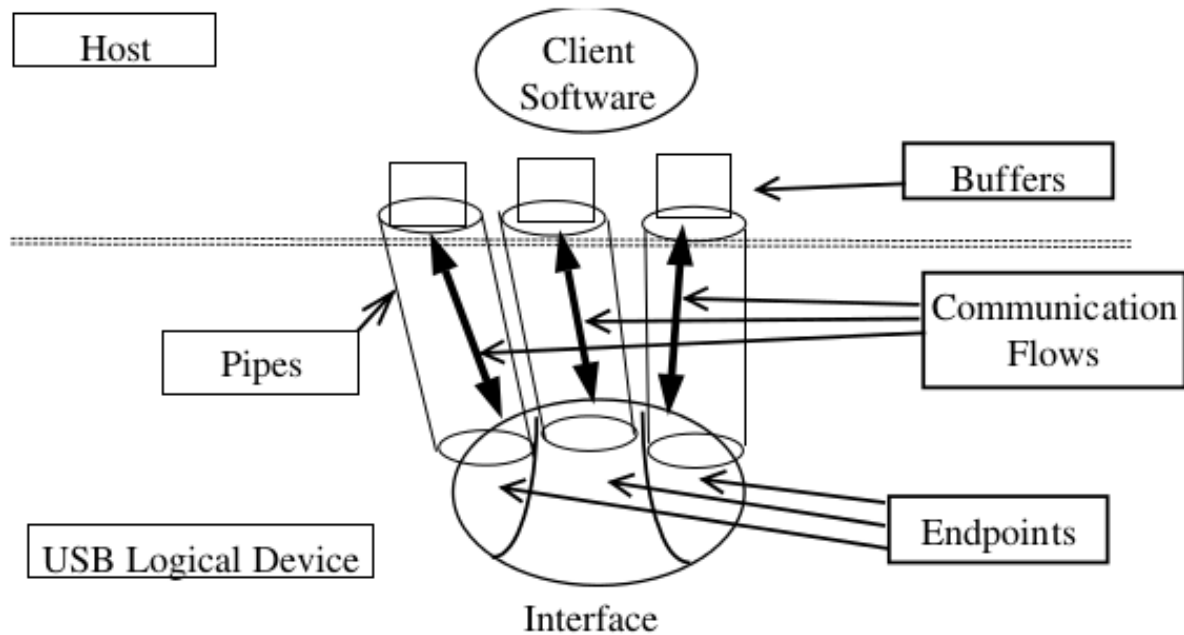 Host
Client
Software
Buffers
Communication
Flows
Pipes
Endpoints
USB Logical Device
Interface